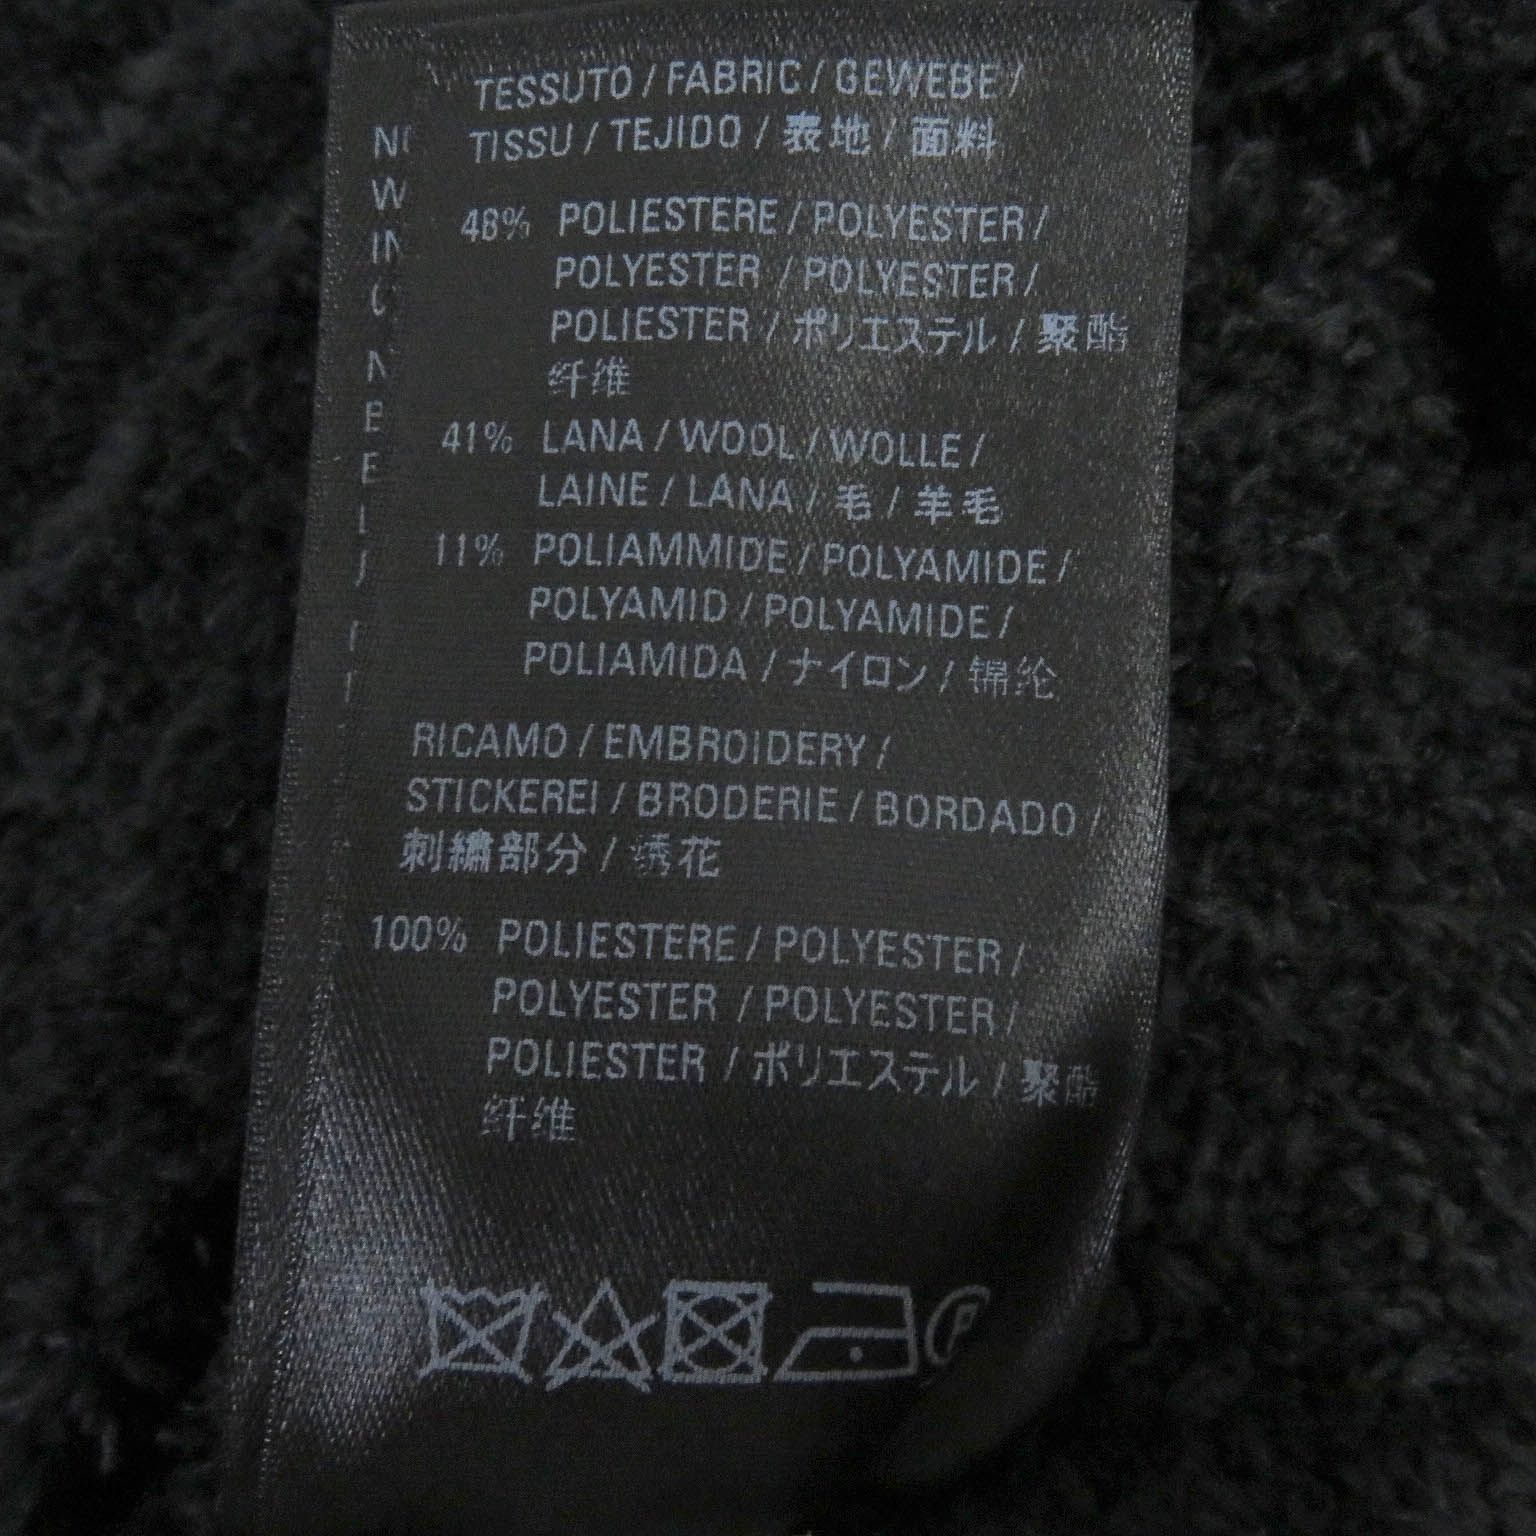 TESSUTO / FABRIC / GEWEBE /
TISSU / TEJIDO / 表地 / 面料
48% POLIESTERE / POLYESTER /
POLYESTER / POLYESTER /
POLIESTER / ポリエステル / 聚酯
纤维
41% LANA / WOOL / WOLLE /
LAINE / LANA / 毛 / 羊毛
11% POLIAMMIDE / POLYAMIDE /
POLYAMID / POLYAMIDE /
POLIAMIDA / ナイロン / 锦纶
RICAMO / EMBROIDERY /
STICKEREI / BRODERIE / BORDADO /
刺繍部分 / 绣花
100% POLIESTERE / POLYESTER /
POLYESTER / POLYESTER /
POLIESTER / ポリエステル / 聚酯
纤维